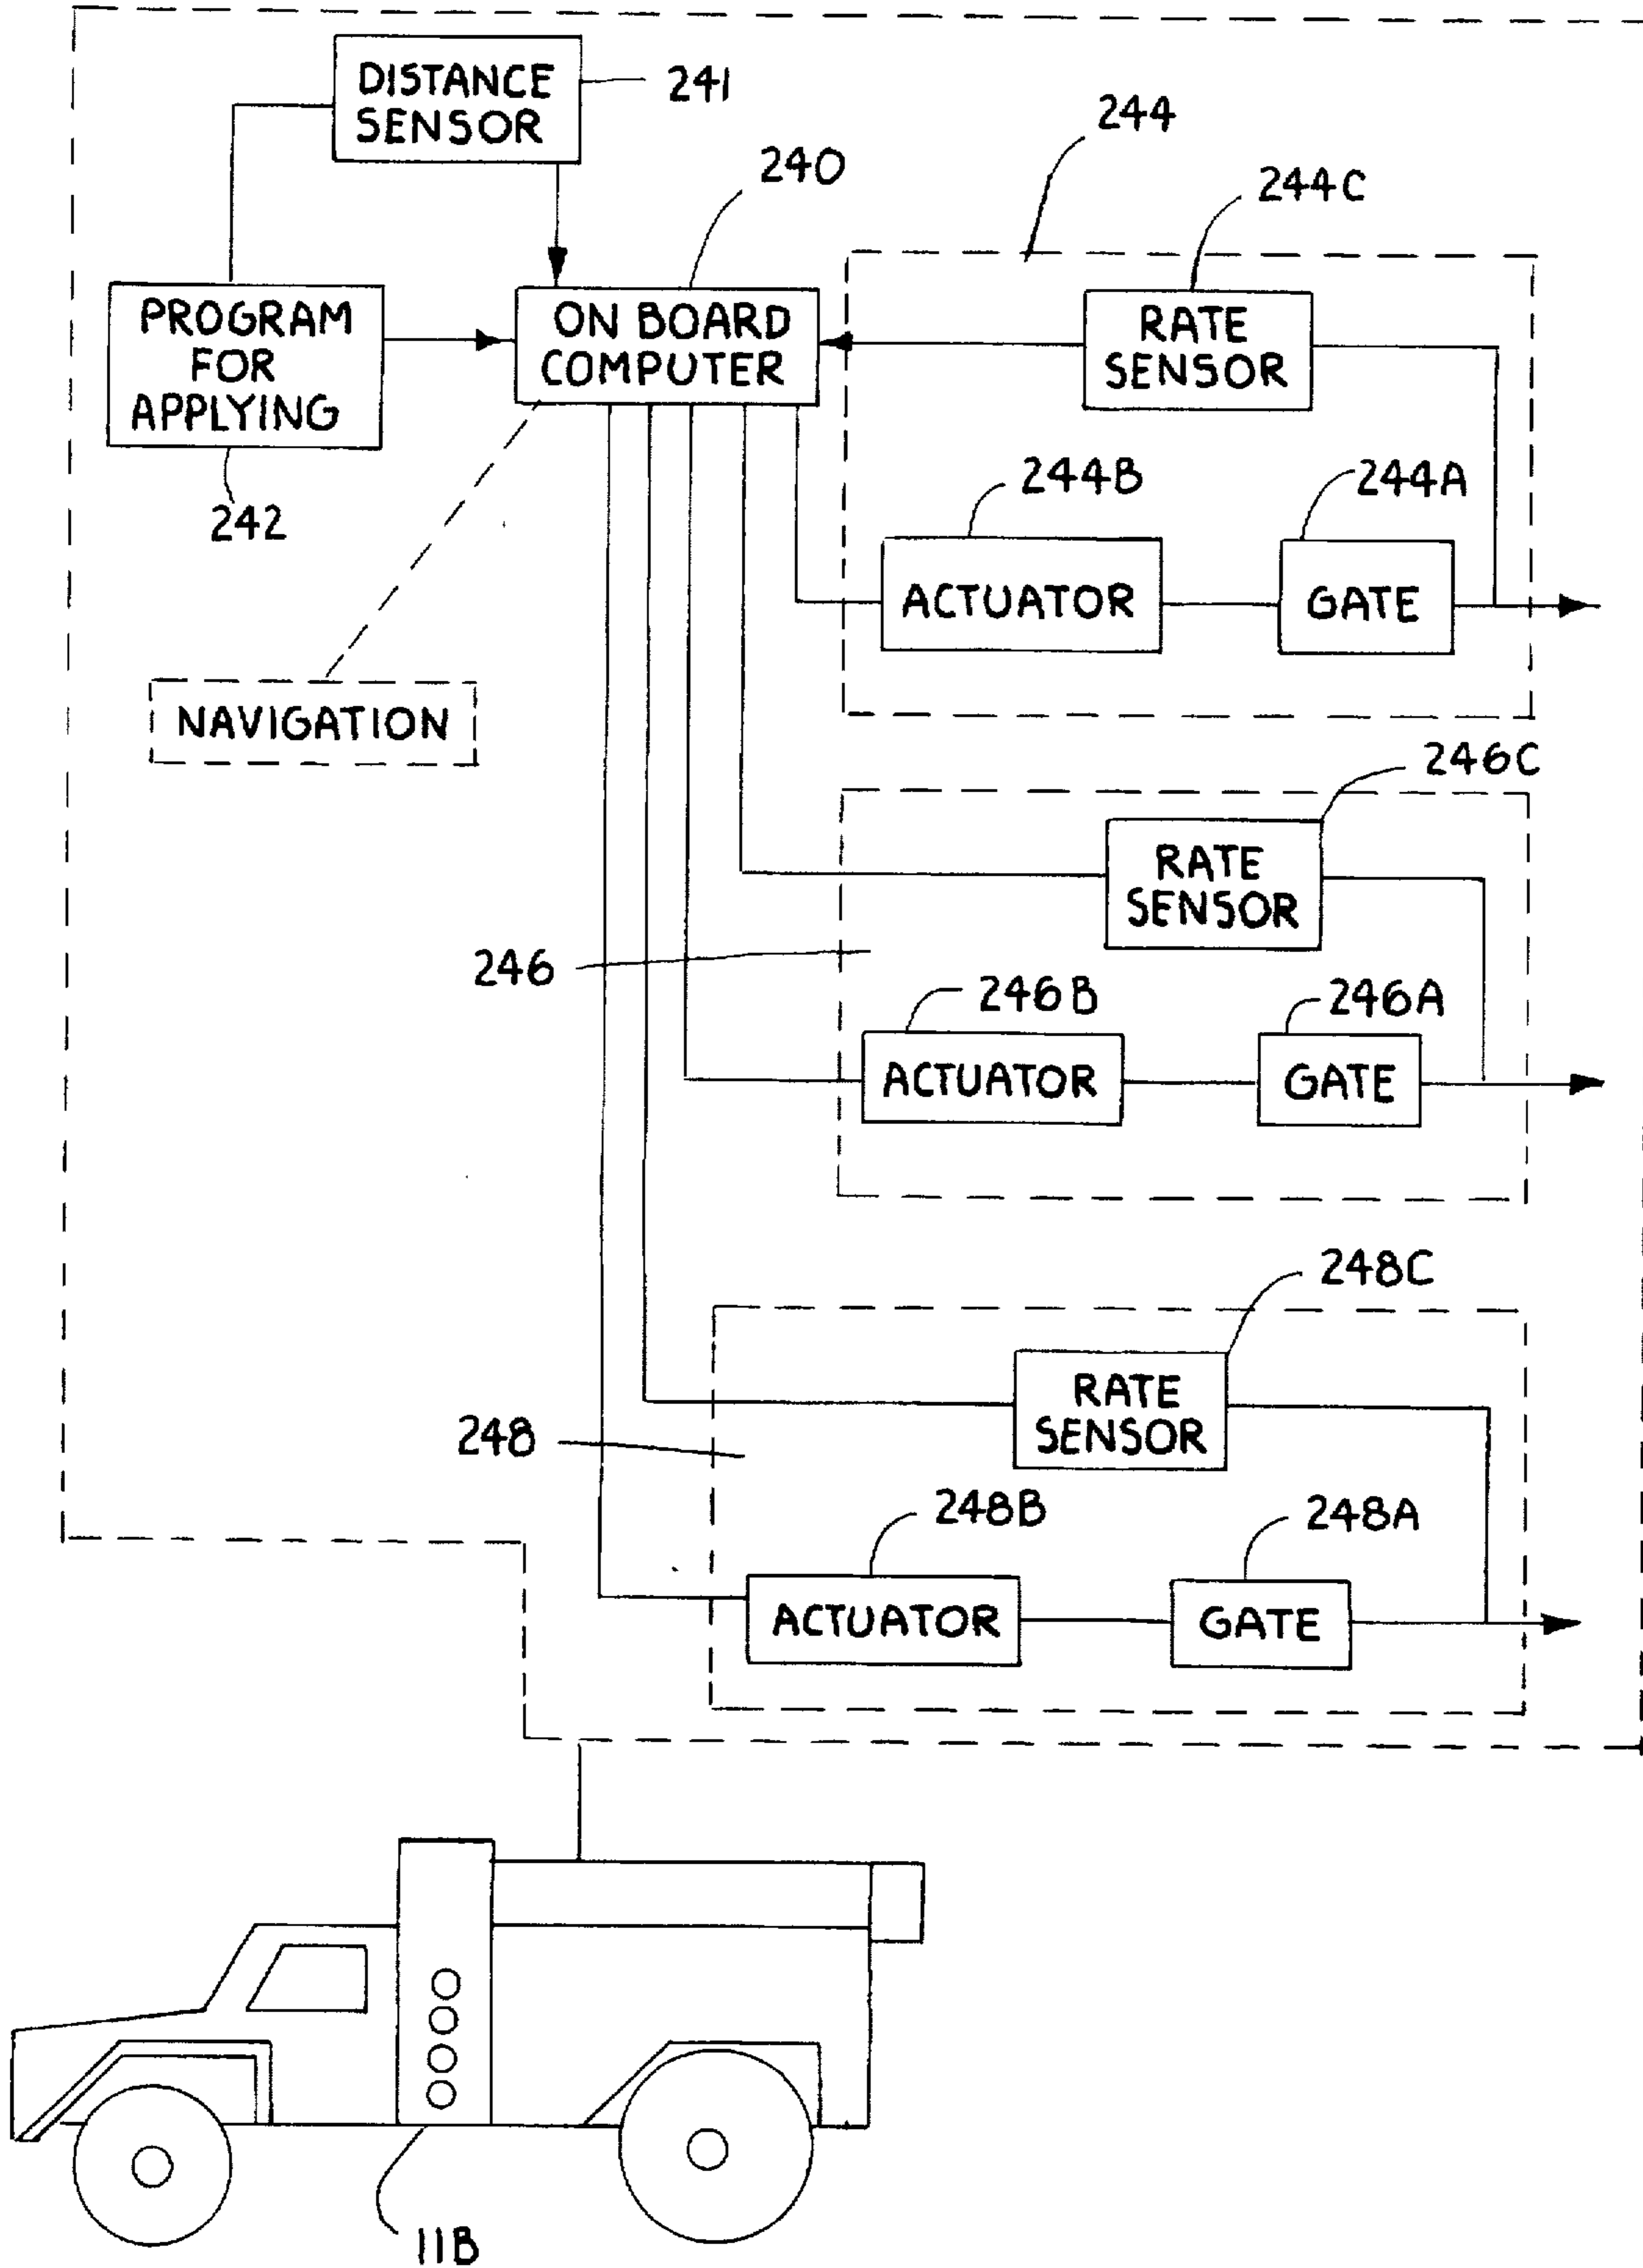 DISTANCE
SENSOR
241
244
240
244C
PROGRAM
FOR
APPLYING
ON BOARD
COMPUTER
RATE
SENSOR
242
244B
244A
ACTUATOR
GATE
NAVIGATION
246C
RATE
SENSOR
246
246B
246A
ACTUATOR
GATE
248C
RATE
SENSOR
248
248B
248A
ACTUATOR
GATE
11B